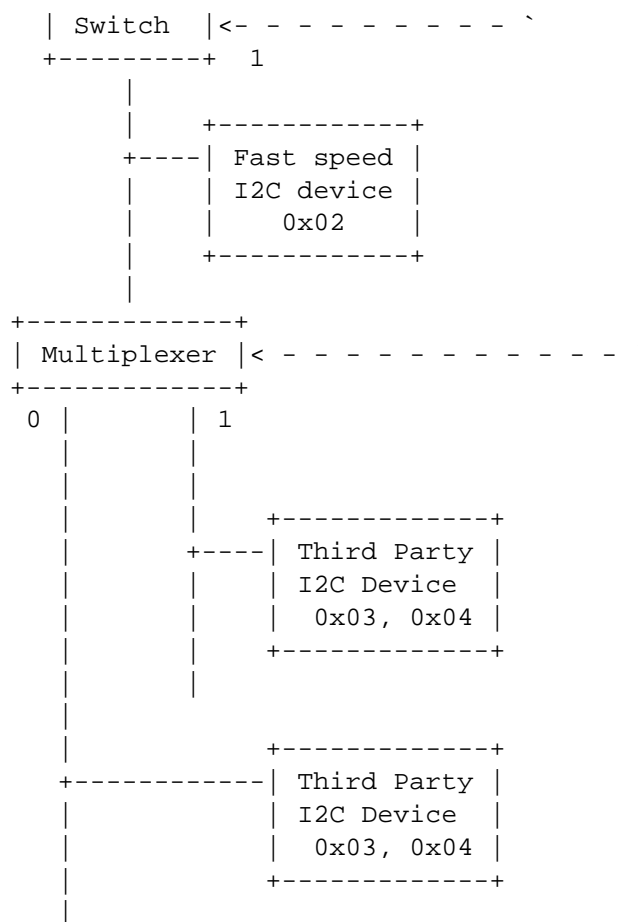 | Switch |<- - - - - - - - - `
+---------+ 1
|
| +------------+
+----| Fast speed |
| | I2C device |
| | 0x02 |
| +------------+
|
+-------------+
| Multiplexer |< - - - - - - - - - - -
+-------------+
0 | | 1
| |
| |
| | +-------------+
| +----| Third Party |
| | | I2C Device |
| | | 0x03, 0x04 |
| | +-------------+
| |
|
| +-------------+
+------------| Third Party |
| | I2C Device |
| | 0x03, 0x04 |
| +-------------+
|